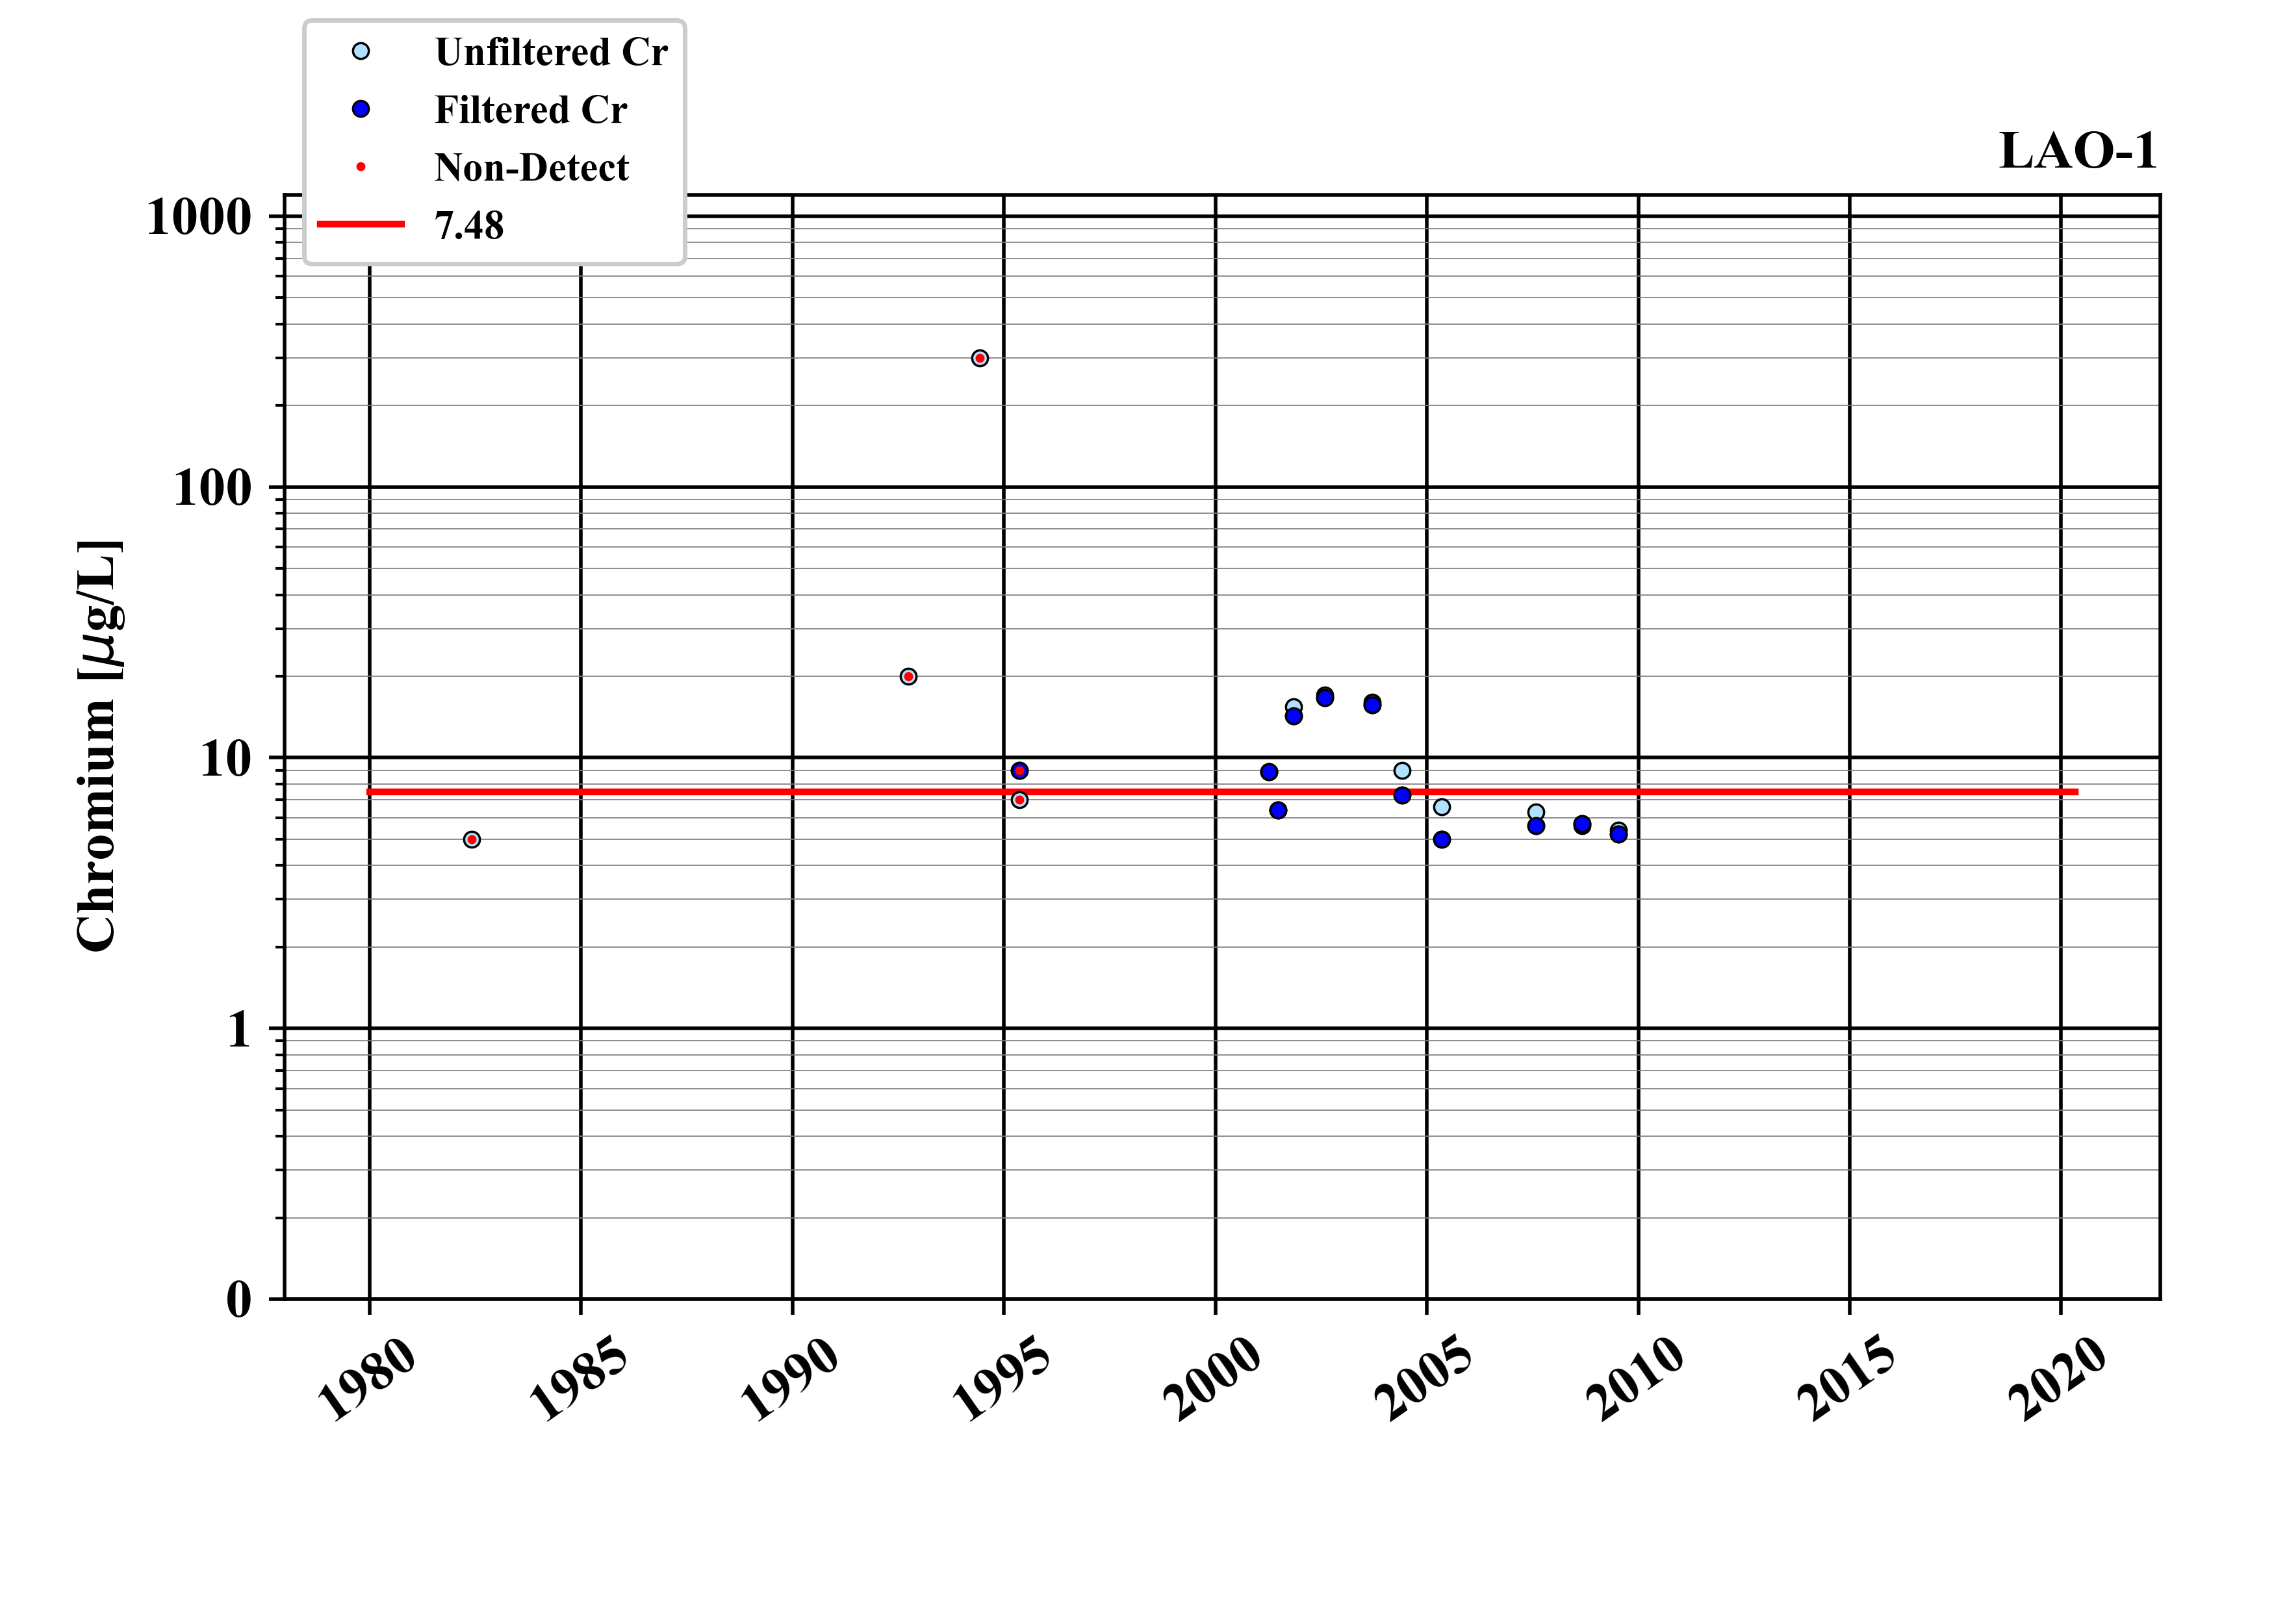 Unfiltered Cr
Filtered Cr
Non-Detect
7.48
LAO-1
1000
100
10
1
0
Chromium [μg/L]
1980 1985 1990 1995 2000 2005 2010 2015 2020